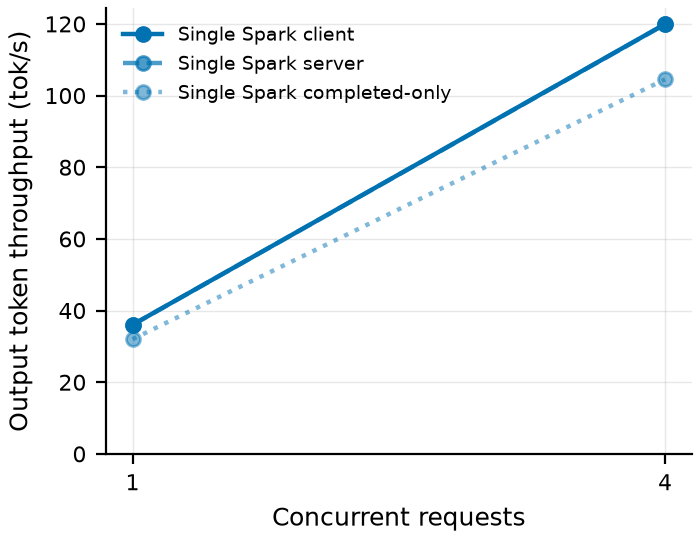 Output token throughput (tok/s)
120
100
80
60
40
20
0
Single Spark client
Single Spark server
Single Spark completed-only
1
4
Concurrent requests